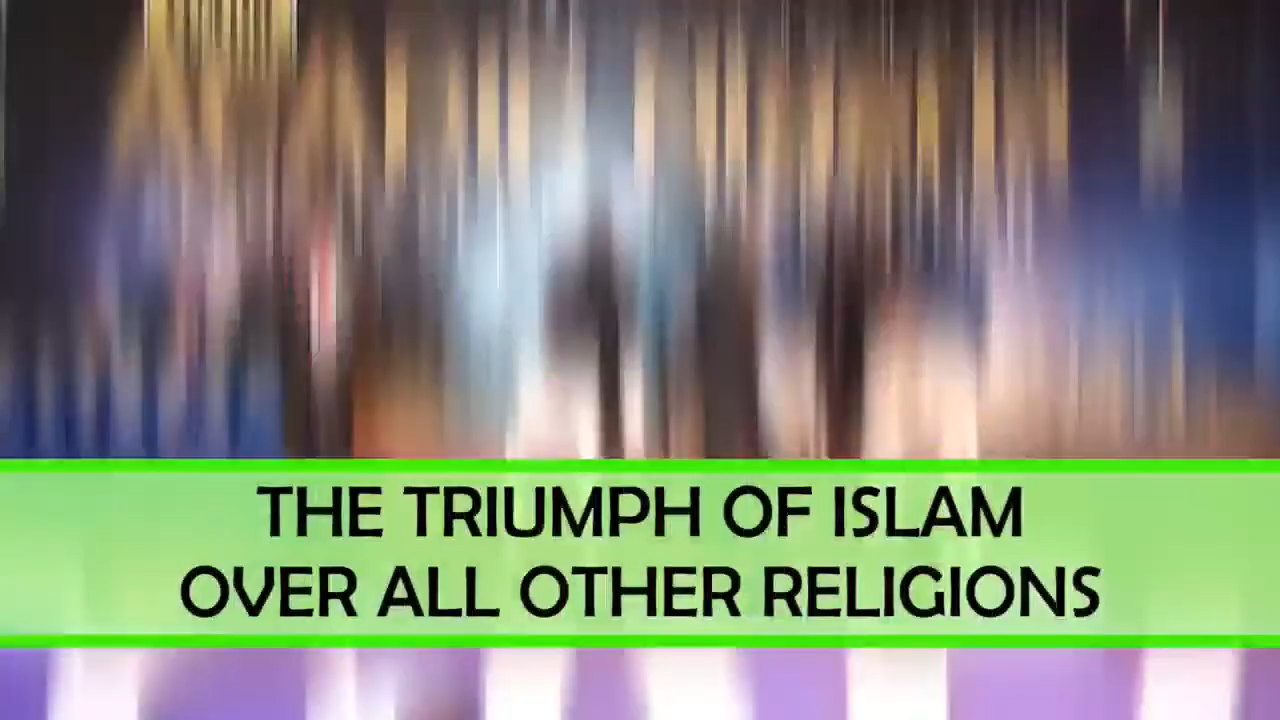 THE TRIUMPH OF ISLAM
OVER ALL OTHER RELIGIONS